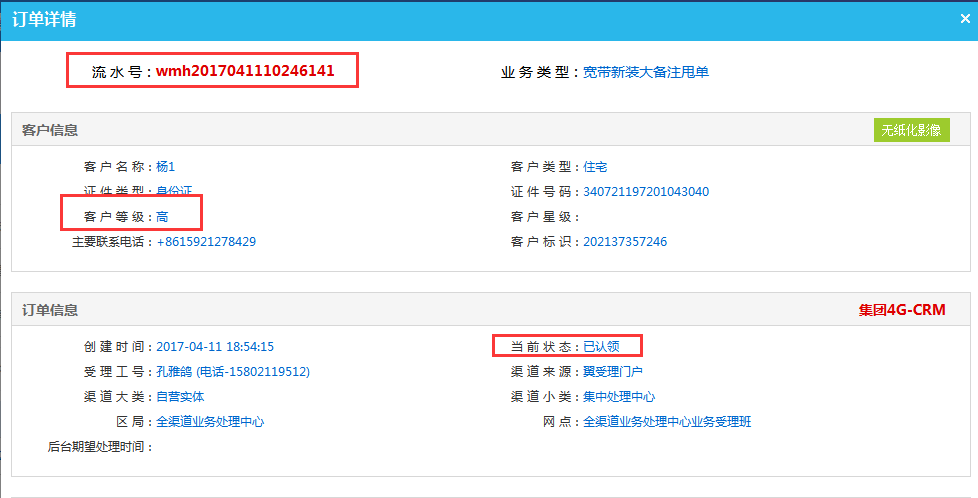 订单详情
流 水 号：wmh2017041110246141 业 务 类 型：宽带新装大备注甩单
客户信息 无纸化影像
客 户 名 称：杨1 客 户 类 型：住宅
证 件 类 型：身份证 证 件 号 码：340721197201043040
客 户 等 级：高 客 户 星 级：
主要联系电话：+8615921278429 客 户 标 识：202137357246
订单信息 集团4G-CRM
创 建 时 间：2017-04-11 18:54:15 当 前 状 态：已认领
受 理 工 号：孔雅鸽 (电话-15802119512) 渠 道 来 源：翼受理门户
渠 道 大 类：自营实体 渠 道 小 类：集中处理中心
区 局：全渠道业务处理中心 网 点：全渠道业务处理中心业务受理班
后台期望处理时间：